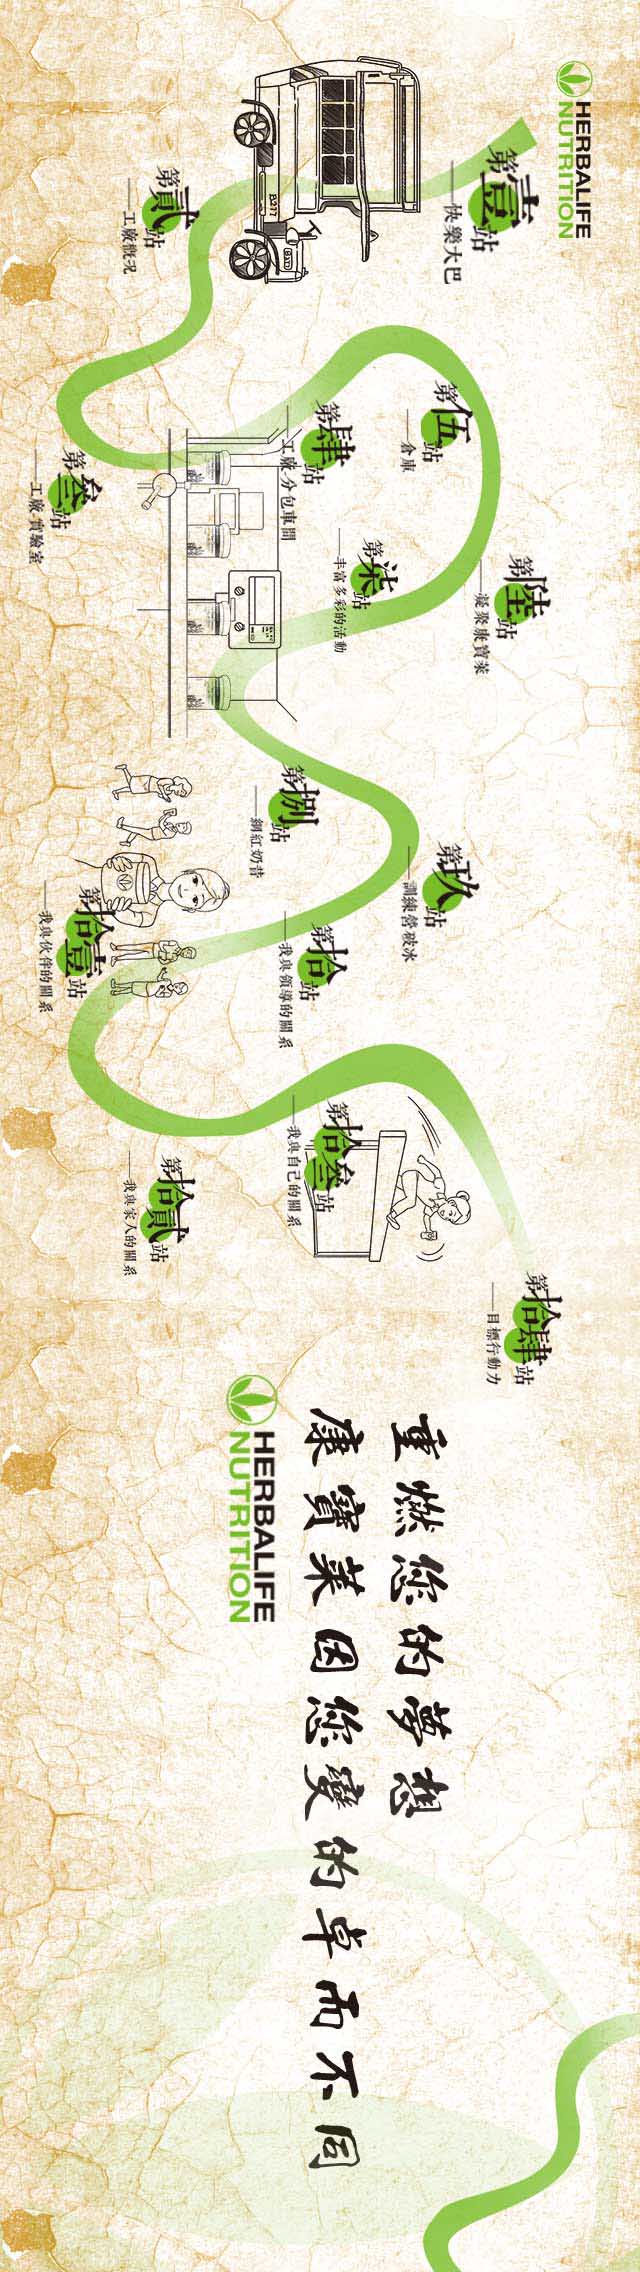 HERBALIFE
NUTRITION
第壹站
——快樂大巴
第貳站
——工廠概況
第叁站
——工廠實驗室
第肆站
——工廠分包車間
第伍站
——倉庫
第陸站
——凝聚康寶萊
第柒站
——丰富多彩的活動
第捌站
——網紅奶昔
第玖站
——訓練營破冰
第拾站
——我與領導的關系
第拾壹站
——我與伙伴的關系
第拾貳站
——我與家人的關系
第拾叁站
——我與自己的關系
第拾肆站
——目標行動力
重燃您的夢想
康寶萊因您變的卓而不同
HERBALIFE
NUTRITION